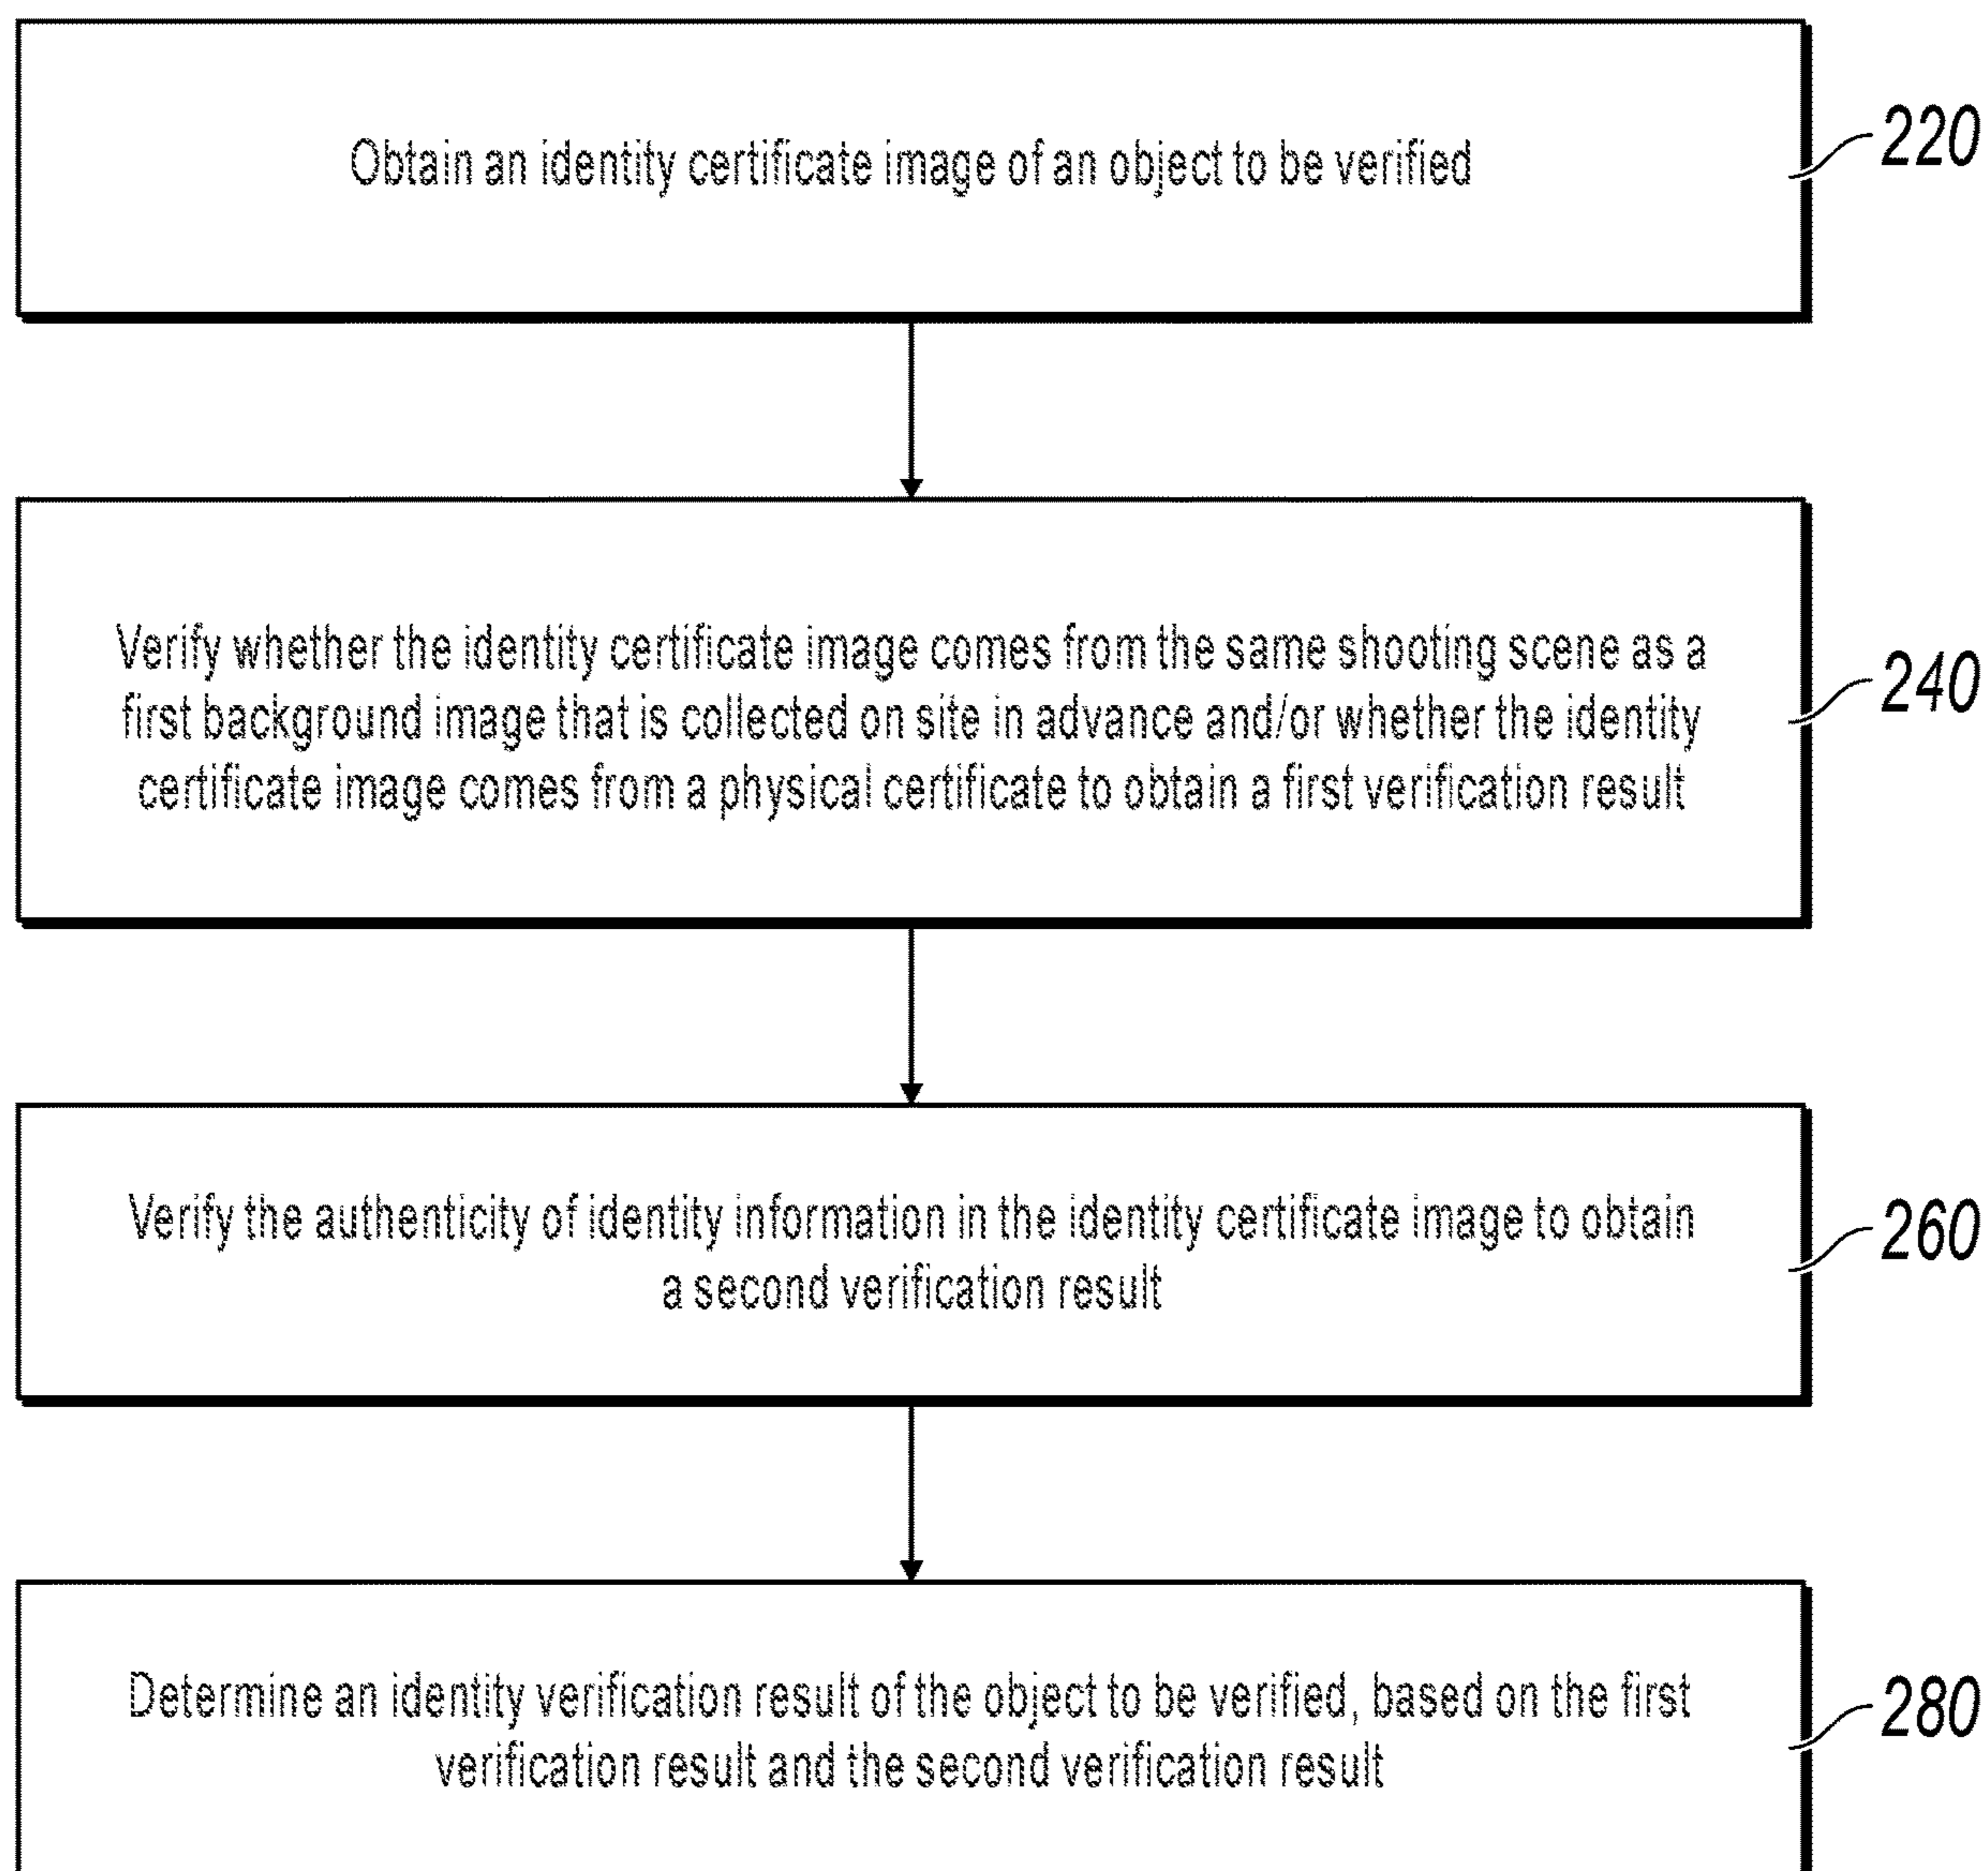 Obtain an identity certificate image of an object to be verified
220
Verify whether the identity certificate image comes from the same shooting scene as a
first background image that is collected on site in advance and/or whether the identity
certificate image comes from a physical certificate to obtain a first verification result
240
Verify the authenticity of identity information in the identity certificate image to obtain
a second verification result
260
Determine an identity verification result of the object to be verified, based on the first
verification result and the second verification result
280